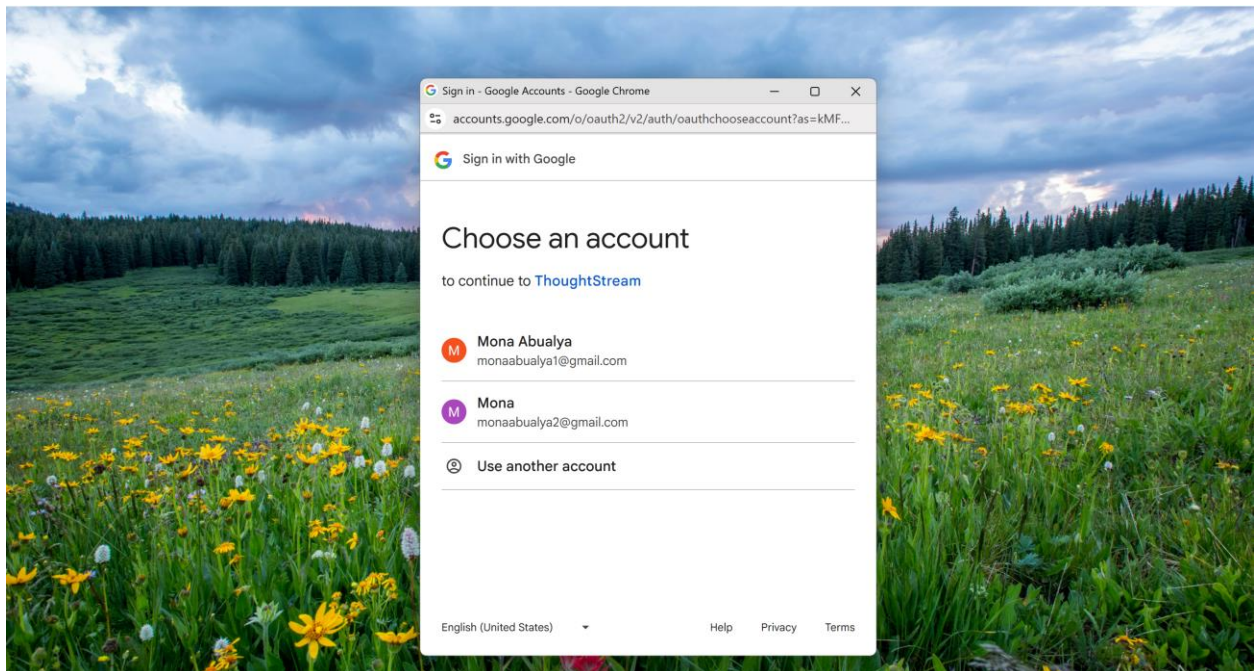 Sign in - Google Accounts - Google Chrome
accounts.google.com/o/oauth2/v2/auth/oauthchooseaccount?as=kMF...
Sign in with Google
Choose an account
to continue to ThoughtStream
M
Mona Abualya
monaabualya1@gmail.com
M
Mona
monaabualya2@gmail.com
Use another account
English (United States) Help Privacy Terms